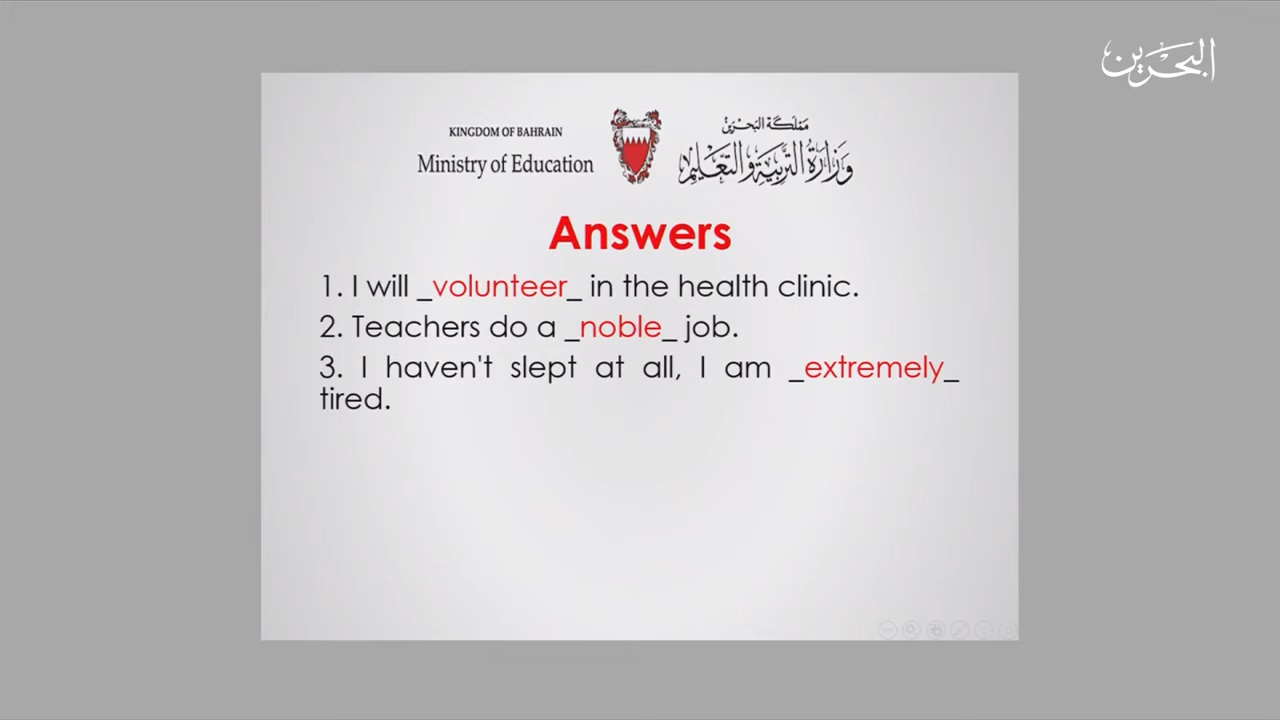 البحرين
KINGDOM OF BAHRAIN
Ministry of Education
مملكة البحرين
وزارة التربية والتعليم
Answers
1. I will _volunteer_ in the health clinic.
2. Teachers do a _noble_ job.
3. I haven't slept at all, I am _extremely_
tired.